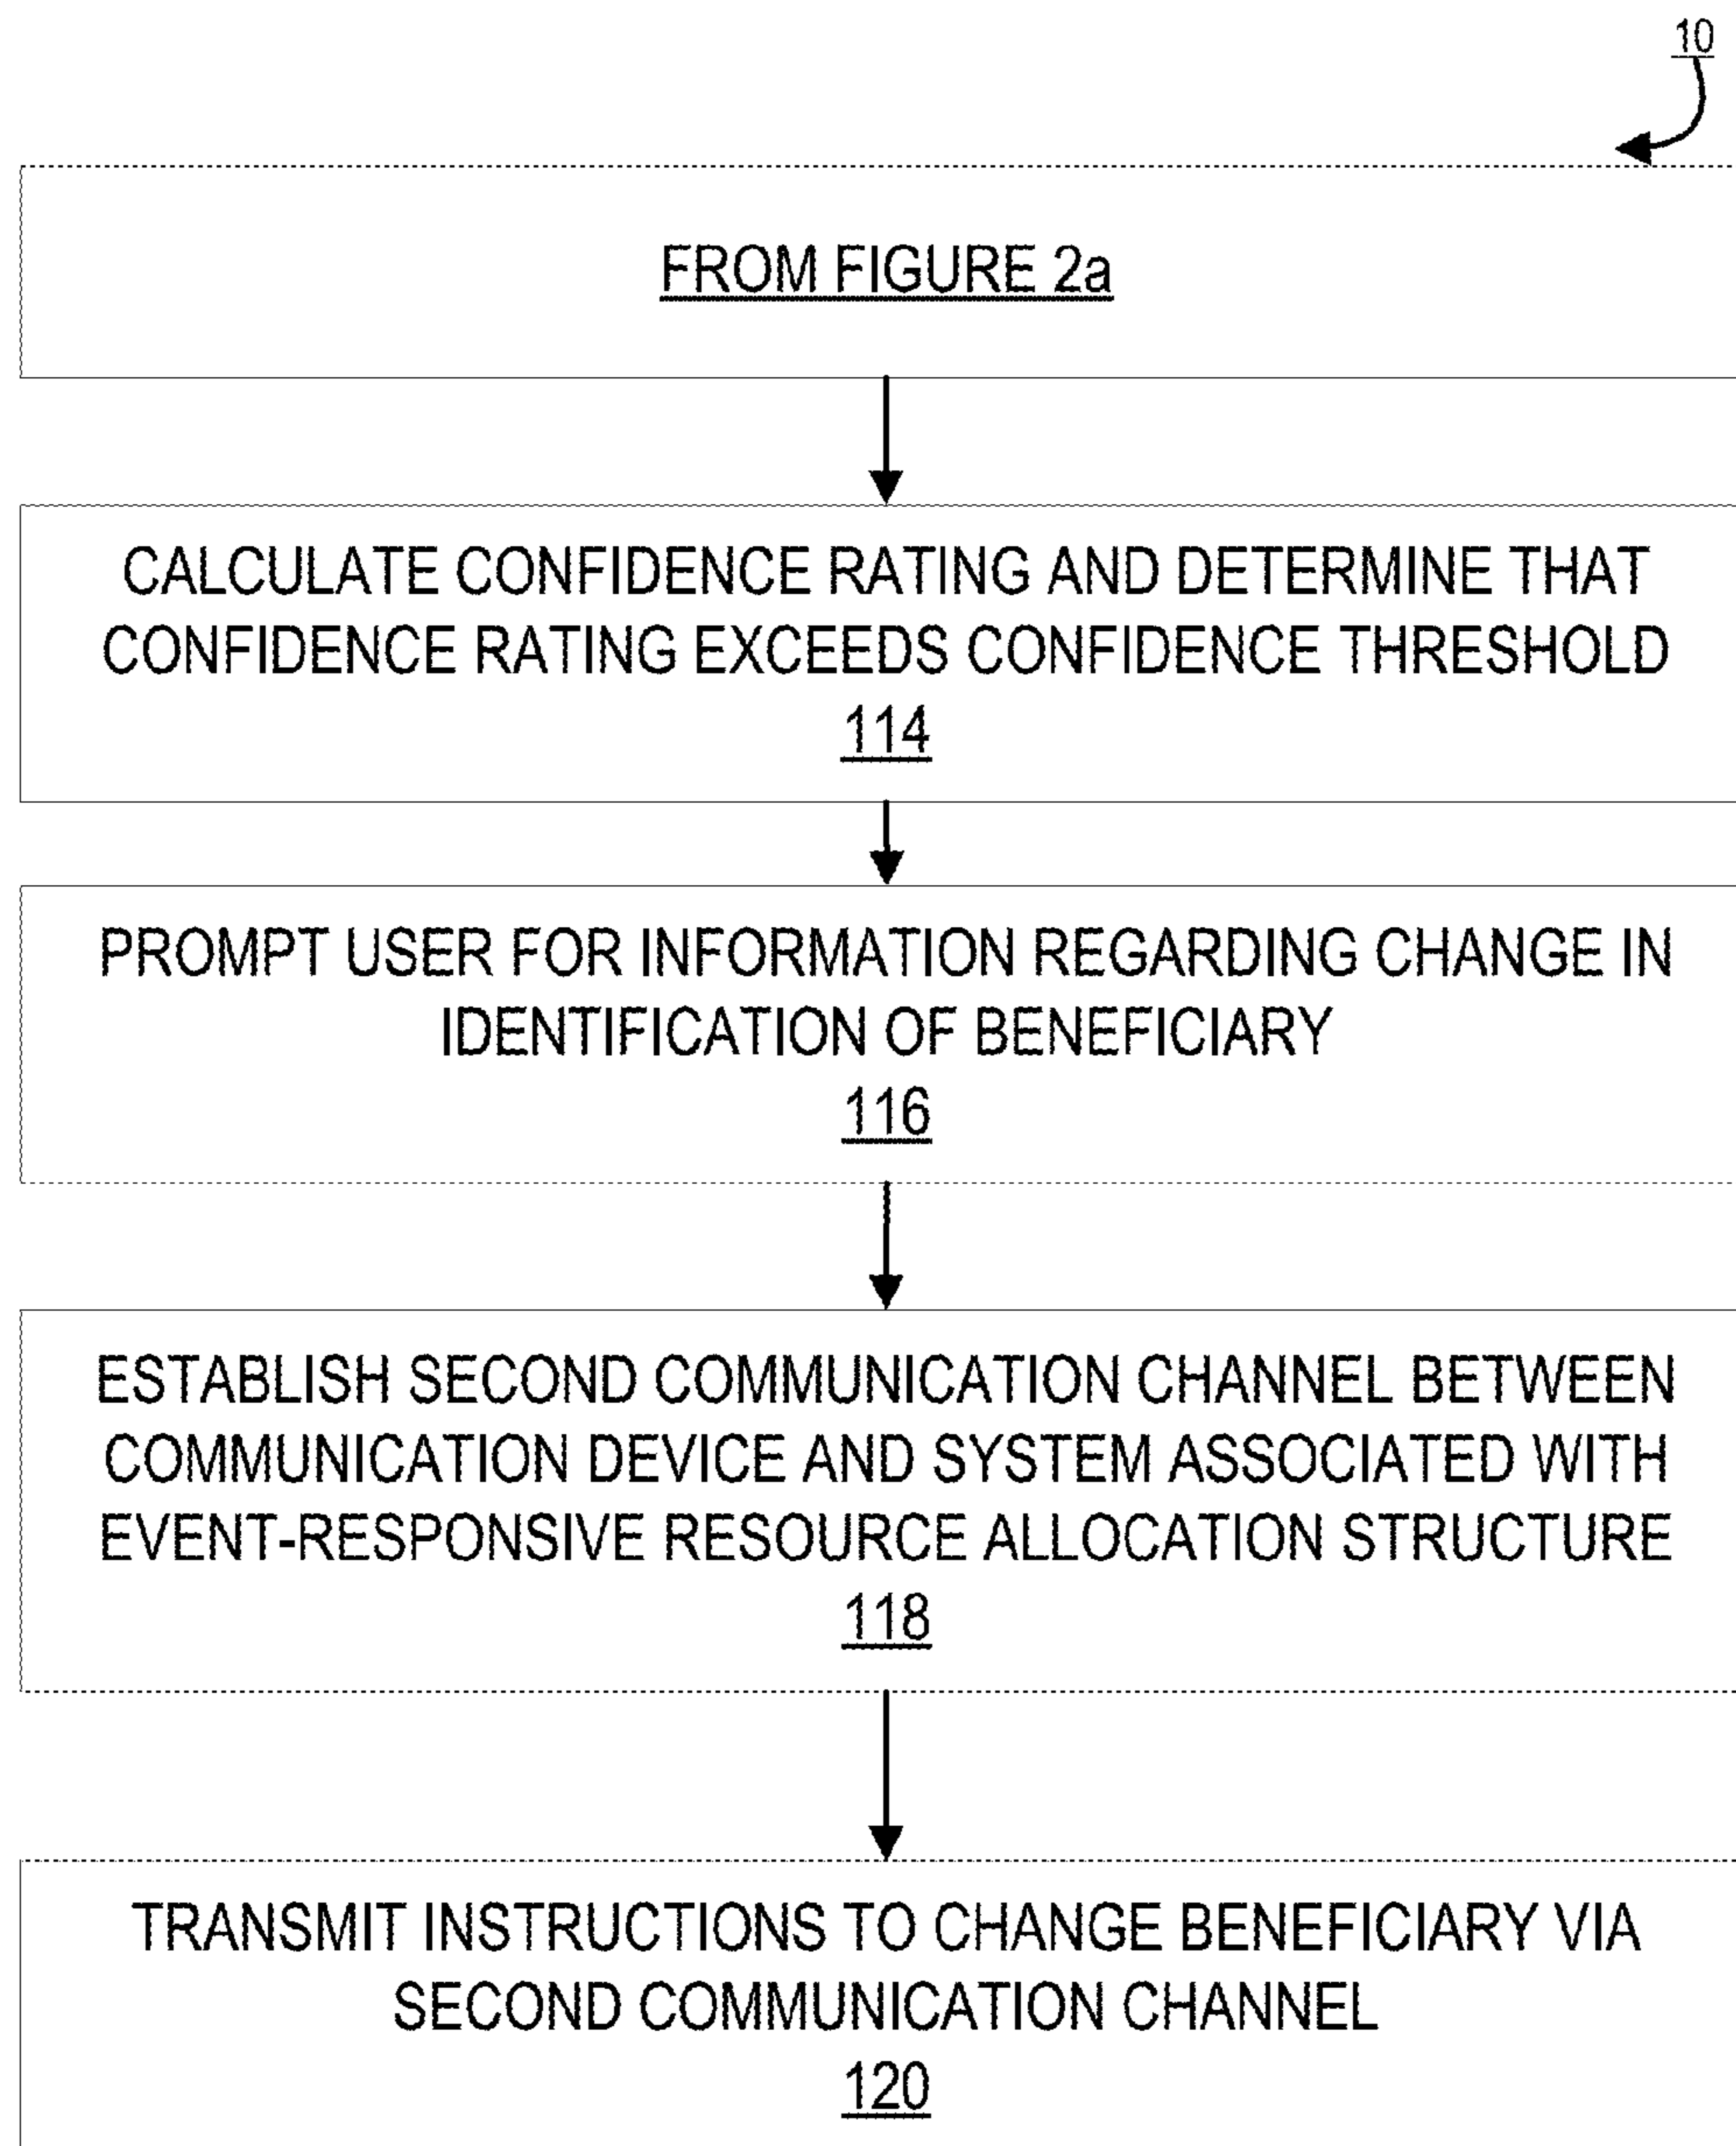 10
FROM FIGURE 2a
CALCULATE CONFIDENCE RATING AND DETERMINE THAT
CONFIDENCE RATING EXCEEDS CONFIDENCE THRESHOLD
114
PROMPT USER FOR INFORMATION REGARDING CHANGE IN
IDENTIFICATION OF BENEFICIARY
116
ESTABLISH SECOND COMMUNICATION CHANNEL BETWEEN
COMMUNICATION DEVICE AND SYSTEM ASSOCIATED WITH
EVENT-RESPONSIVE RESOURCE ALLOCATION STRUCTURE
118
TRANSMIT INSTRUCTIONS TO CHANGE BENEFICIARY VIA
SECOND COMMUNICATION CHANNEL
120